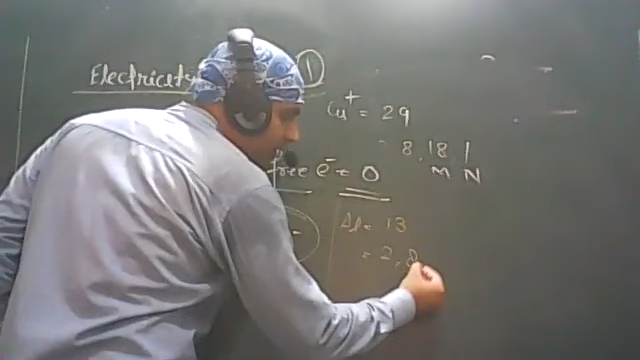 Electricity ①
Cu+ = 29
8, 18, 1
M N
free e- = 0
Al = 13
= 2, 8